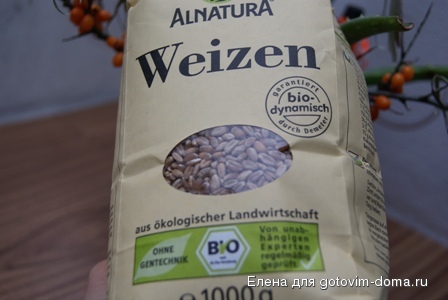 ALNATURA®
Weizen
garantiert
bio-
dynamisch
durch Demeter
aus ökologischer Landwirtschaft
OHNE
GENTECHNIK
BiO
Von unab-
hängigen
Experten
regelmäßig
geprüft.
e 1000 g
Елена для gotovim-doma.ru